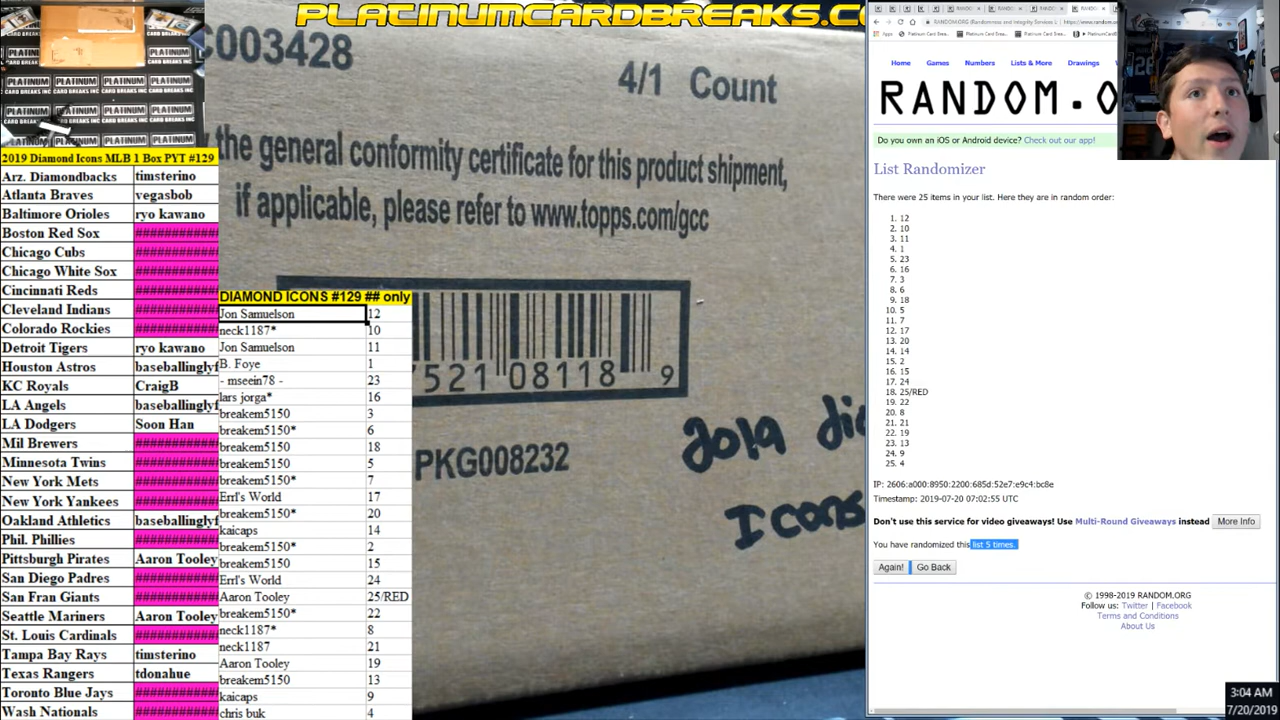 PLATINUMCARDBREAKS.C
C003428
4/1 Count
the general conformity certificate for this product shipment,
if applicable, please refer to www.topps.com/gcc
7521 08118 9
PKG008232
2019 dia
Icons
PLATINUM
CARD BREAKS INC
2019 Diamond Icons MLB 1 Box PYT #129
Arz. Diamondbacks timsterino
Atlanta Braves vegasbob
Baltimore Orioles ryo kawano
Boston Red Sox ############
Chicago Cubs ############
Chicago White Sox ############
Cincinnati Reds ############
Cleveland Indians ############
Colorado Rockies ############
Detroit Tigers ryo kawano
Houston Astros baseballinglyf
KC Royals CraigB
LA Angels baseballinglyf
LA Dodgers Soon Han
Mil Brewers ############
Minnesota Twins ############
New York Mets ############
New York Yankees ############
Oakland Athletics baseballinglyf
Phil. Phillies ############
Pittsburgh Pirates Aaron Tooley
San Diego Padres ############
San Fran Giants ############
Seattle Mariners Aaron Tooley
St. Louis Cardinals ############
Tampa Bay Rays timsterino
Texas Rangers tdonahue
Toronto Blue Jays ############
Wash Nationals ############
DIAMOND ICONS #129 ## only
Jon Samuelson 12
neck1187* 10
Jon Samuelson 11
B. Foye 1
- mseein78 - 23
lars jorga* 16
breakem5150 3
breakem5150* 6
breakem5150 18
breakem5150 5
breakem5150* 7
Errl's World 17
breakem5150* 20
kaicaps 14
breakem5150* 2
breakem5150 15
Errl's World 24
Aaron Tooley 25/RED
breakem5150* 22
neck1187* 8
neck1187 21
Aaron Tooley 19
breakem5150 13
kaicaps 9
chris buk 4
Home Games Numbers Lists & More Drawings
RANDOM.O
Do you own an iOS or Android device? Check out our app!
List Randomizer
There were 25 items in your list. Here they are in random order:
1. 12
2. 10
3. 11
4. 1
5. 23
6. 16
7. 3
8. 6
9. 18
10. 5
11. 7
12. 17
13. 20
14. 14
15. 2
16. 15
17. 24
18. 25/RED
19. 22
20. 8
21. 21
22. 19
23. 13
24. 9
25. 4
IP: 2606:a000:8950:2200:685d:52e7:e9c4:bc8e
Timestamp: 2019-07-20 07:02:55 UTC
Don't use this service for video giveaways! Use Multi-Round Giveaways instead More Info
You have randomized this list 5 times.
Again! Go Back
© 1998-2019 RANDOM.ORG
Follow us: Twitter | Facebook
Terms and Conditions
About Us
3:04 AM
7/20/2019